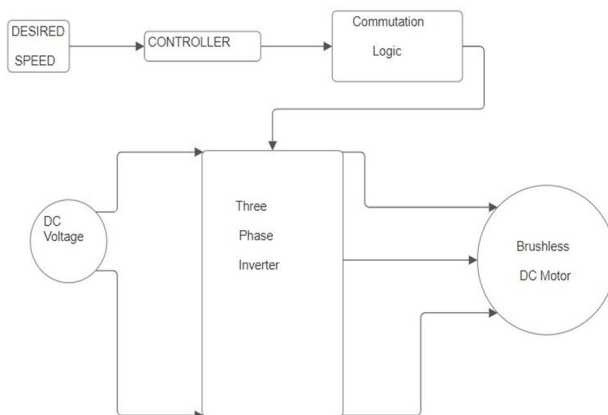 DESIRED
SPEED
CONTROLLER
Commutation
Logic
DC
Voltage
Three
Phase
Inverter
Brushless
DC Motor